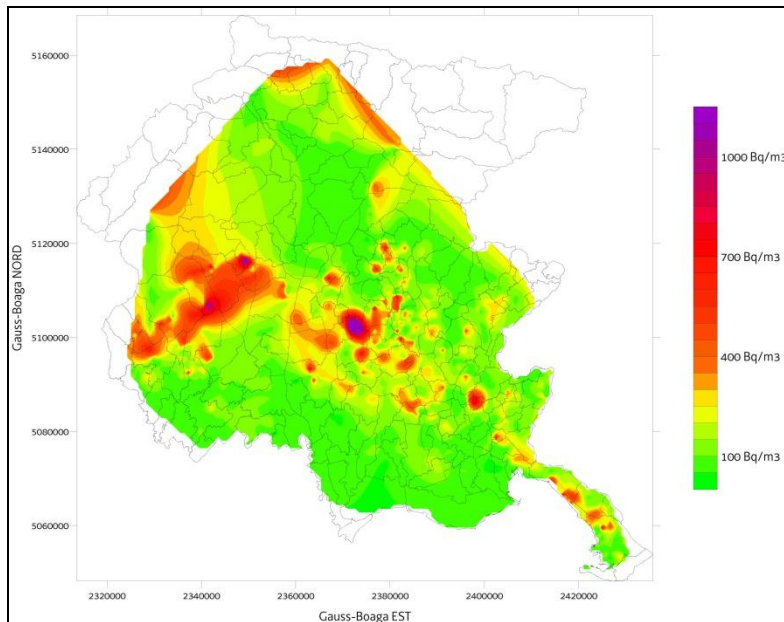 5160000
5140000
5120000
5100000
5080000
5060000
Gauss-Boaga NORD
2320000
2340000
2360000
2380000
2400000
2420000
Gauss-Boaga EST
1000 Bq/m3
700 Bq/m3
400 Bq/m3
100 Bq/m3